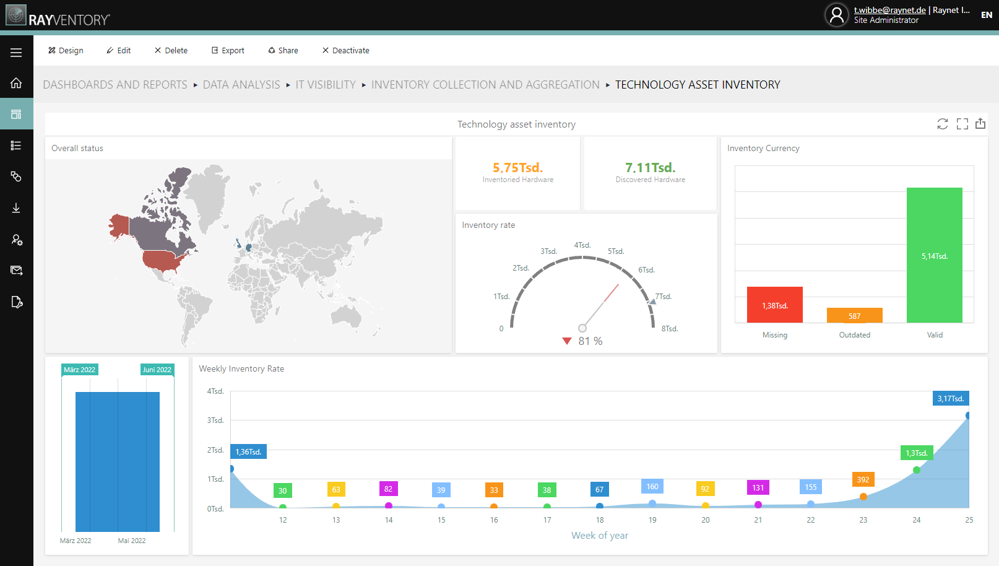 RAYVENTORY
t.wibbe@raynet.de | Raynet I...
Site Administrator
EN
Design
Edit
Delete
Export
Share
Deactivate
DASHBOARDS AND REPORTS ▸ DATA ANALYSIS ▸ IT VISIBILITY ▸ INVENTORY COLLECTION AND AGGREGATION ▸ TECHNOLOGY ASSET INVENTORY
Technology asset inventory
Overall status
5,75Tsd.
Inventoried Hardware
7,11Tsd.
Discovered Hardware
Inventory rate
0
1Tsd.
2Tsd.
3Tsd.
4Tsd.
5Tsd.
6Tsd.
7Tsd.
8Tsd.
81 %
Inventory Currency
1,38Tsd.
587
5,14Tsd.
Missing
Outdated
Valid
März 2022
Juni 2022
März 2022
Mai 2022
Weekly Inventory Rate
4Tsd.
3Tsd.
2Tsd.
1Tsd.
0Tsd.
1,36Tsd.
30
63
82
39
33
38
67
160
92
131
155
392
1,3Tsd.
3,17Tsd.
12
13
14
15
16
17
18
19
20
21
22
23
24
25
Week of year